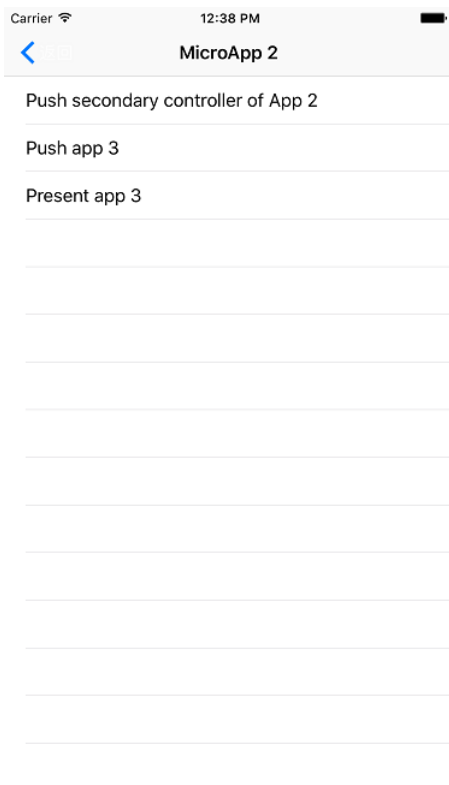 Carrier
12:38 PM
MicroApp 2
Push secondary controller of App 2
Push app 3
Present app 3